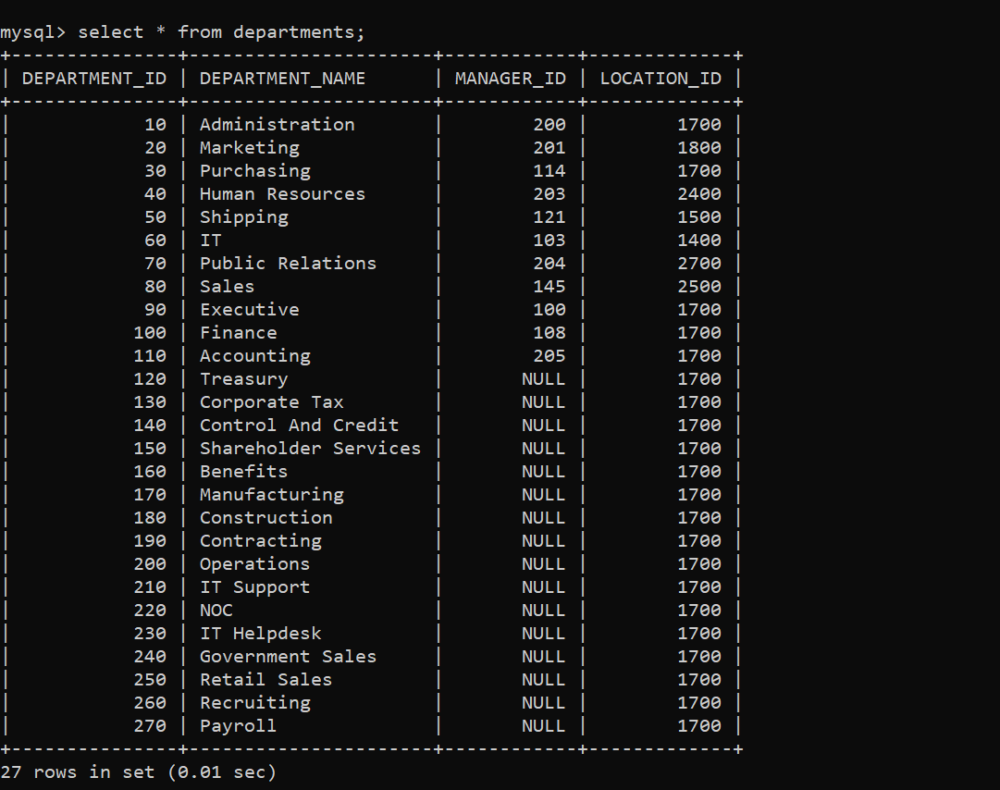 mysql> select * from departments;
+---------------+----------------------+------------+-------------+
| DEPARTMENT_ID | DEPARTMENT_NAME      | MANAGER_ID | LOCATION_ID |
+---------------+----------------------+------------+-------------+
|            10 | Administration       |        200 |        1700 |
|            20 | Marketing            |        201 |        1800 |
|            30 | Purchasing           |        114 |        1700 |
|            40 | Human Resources      |        203 |        2400 |
|            50 | Shipping             |        121 |        1500 |
|            60 | IT                   |        103 |        1400 |
|            70 | Public Relations     |        204 |        2700 |
|            80 | Sales                |        145 |        2500 |
|            90 | Executive            |        100 |        1700 |
|           100 | Finance              |        108 |        1700 |
|           110 | Accounting           |        205 |        1700 |
|           120 | Treasury             |       NULL |        1700 |
|           130 | Corporate Tax        |       NULL |        1700 |
|           140 | Control And Credit   |       NULL |        1700 |
|           150 | Shareholder Services |       NULL |        1700 |
|           160 | Benefits             |       NULL |        1700 |
|           170 | Manufacturing        |       NULL |        1700 |
|           180 | Construction         |       NULL |        1700 |
|           190 | Contracting          |       NULL |        1700 |
|           200 | Operations           |       NULL |        1700 |
|           210 | IT Support           |       NULL |        1700 |
|           220 | NOC                  |       NULL |        1700 |
|           230 | IT Helpdesk          |       NULL |        1700 |
|           240 | Government Sales     |       NULL |        1700 |
|           250 | Retail Sales         |       NULL |        1700 |
|           260 | Recruiting           |       NULL |        1700 |
|           270 | Payroll              |       NULL |        1700 |
+---------------+----------------------+------------+-------------+
27 rows in set (0.01 sec)